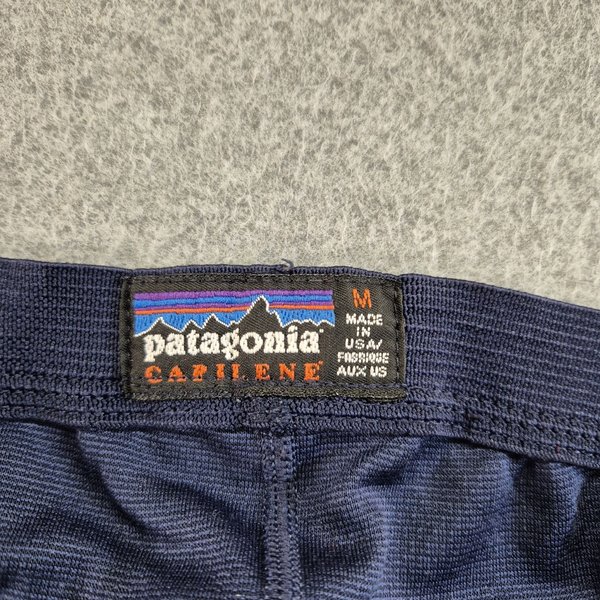 patagonia
CAPILENE
M
MADE
IN
USA/
FABRIQUE
AUX US